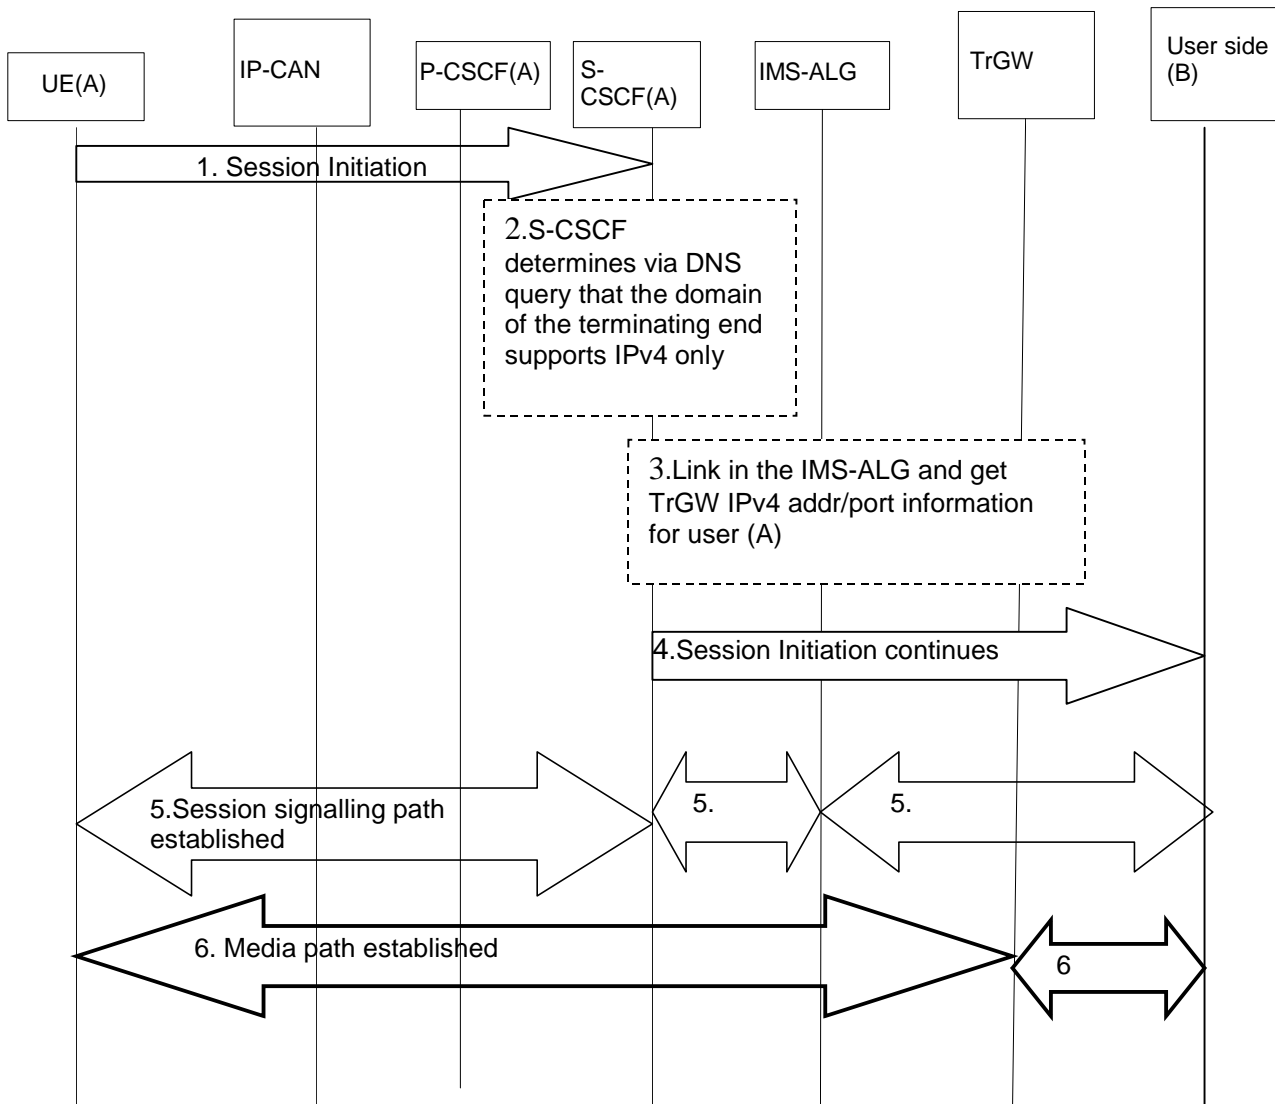 UE(A)
IP-CAN
P-CSCF(A)
S-
CSCF(A)
IMS-ALG
TrGW
User side
(B)
1. Session Initiation
2.S-CSCF
determines via DNS
query that the domain
of the terminating end
supports IPv4 only
3.Link in the IMS-ALG and get
TrGW IPv4 addr/port information
for user (A)
4.Session Initiation continues
5.Session signalling path
established
5.
5.
6. Media path established
6